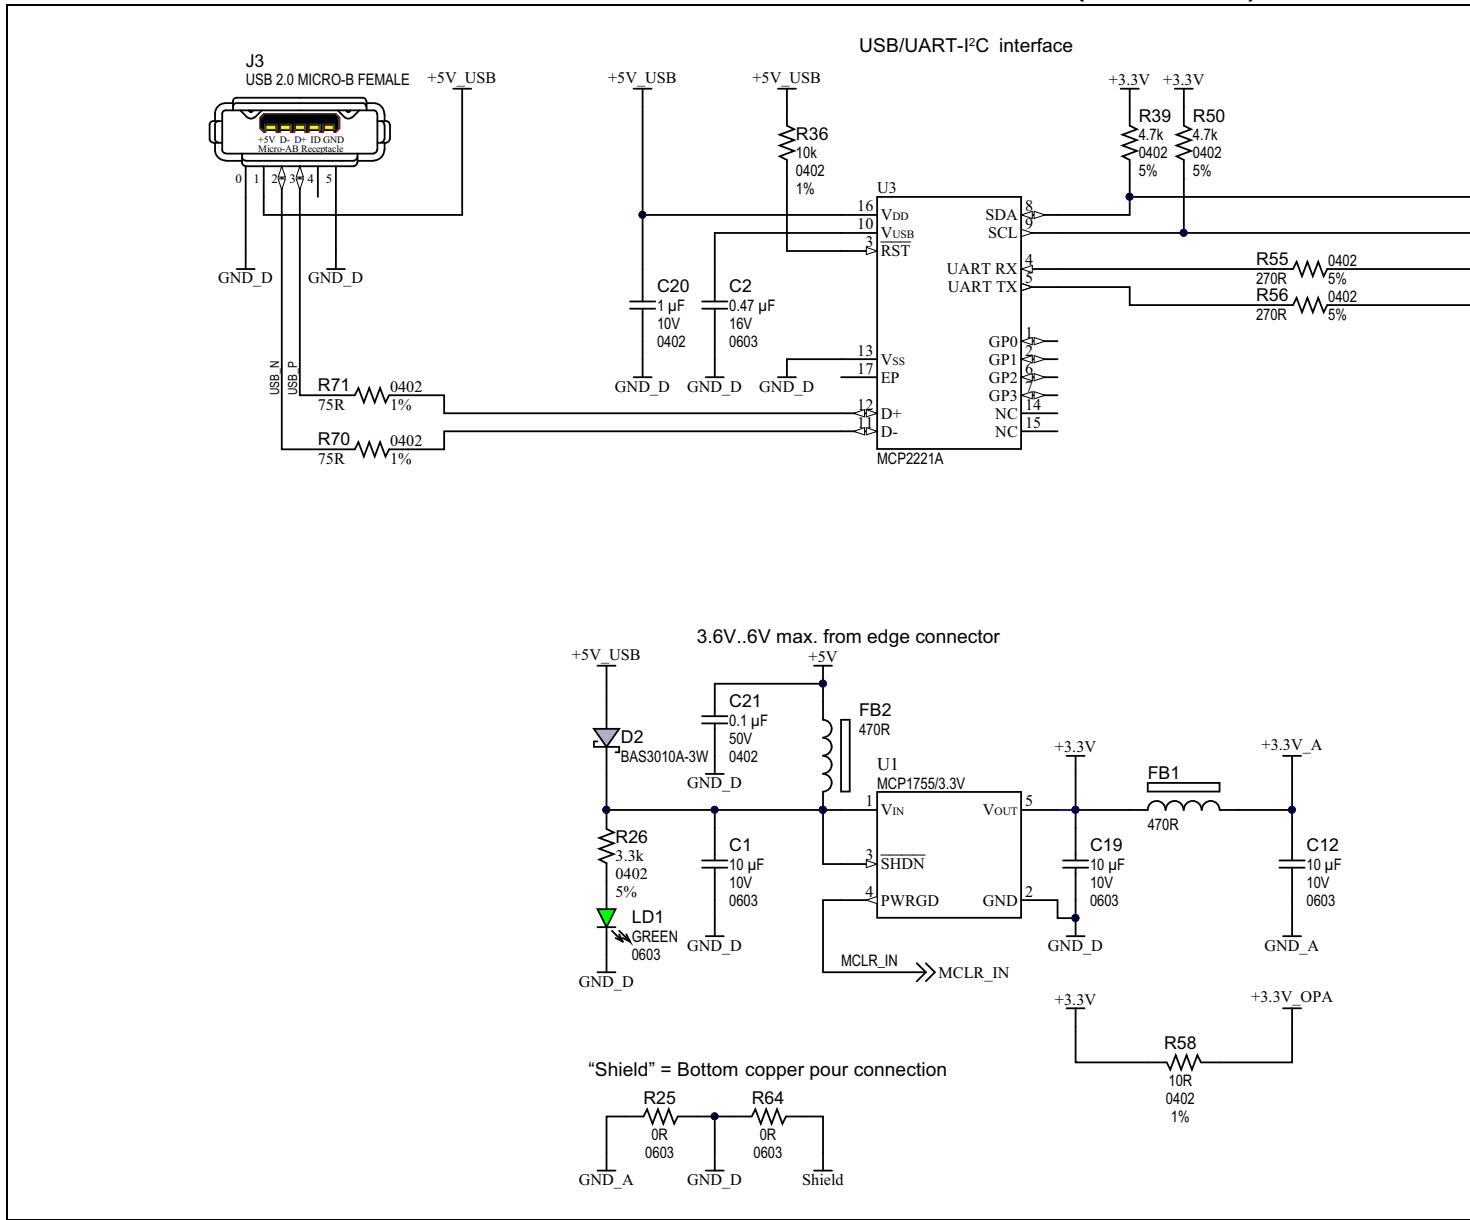 USB/UART-I²C interface
J3
USB 2.0 MICRO-B FEMALE
+5V_USB
+5V D- D+ ID GND
Micro-AB Receptacle
0 1 2 3 4 5
GND_D
GND_D
USB_N
USB_P
R71
75R
0402
1%
R70
75R
0402
1%
+5V_USB
+5V_USB
R36
10k
0402
1%
C20
1 µF
10V
0402
C2
0.47 µF
16V
0603
GND_D
GND_D
GND_D
U3
16 VDD
10 VUSB
3 RST
13 VSS
17 EP
12 D+
11 D-
SDA 8
SCL 9
UART RX 4
UART TX 5
GP0 1
GP1 2
GP2 6
GP3 7
NC 14
NC 15
MCP2221A
+3.3V
+3.3V
R39
4.7k
0402
5%
R50
4.7k
0402
5%
R55
270R
0402
5%
R56
270R
0402
5%
3.6V..6V max. from edge connector
+5V_USB
+5V
D2
BAS3010A-3W
C21
0.1 µF
50V
0402
GND_D
FB2
470R
R26
3.3k
0402
5%
LD1
GREEN
0603
GND_D
C1
10 µF
10V
0603
GND_D
U1
MCP1755/3.3V
1 VIN
3 SHDN
4 PWRGD
VOUT 5
GND 2
MCLR_IN
MCLR_IN
+3.3V
FB1
470R
+3.3V_A
C19
10 µF
10V
0603
GND_D
C12
10 µF
10V
0603
GND_A
+3.3V
+3.3V_OPA
R58
10R
0402
1%
“Shield” = Bottom copper pour connection
R25
0R
0603
R64
0R
0603
GND_A
GND_D
Shield